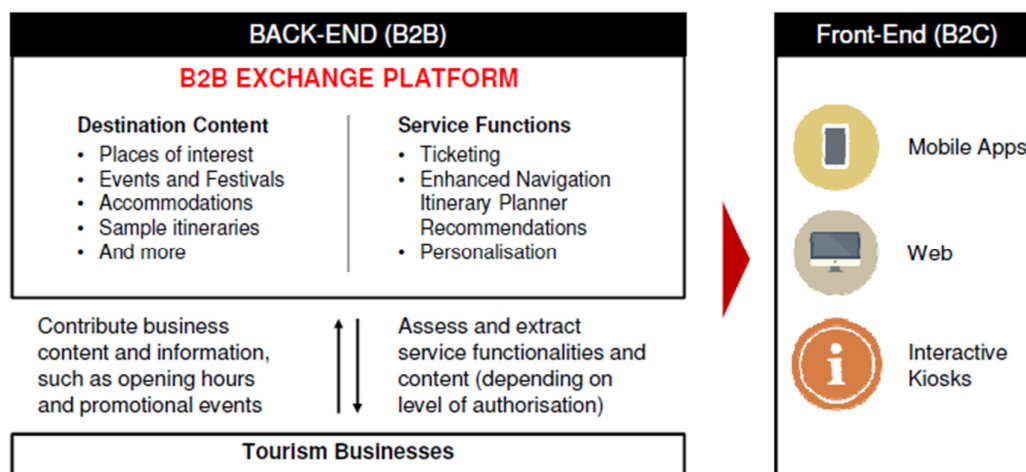 BACK-END (B2B)
B2B EXCHANGE PLATFORM
Destination Content
• Places of interest
• Events and Festivals
• Accommodations
• Sample itineraries
• And more
Service Functions
• Ticketing
• Enhanced Navigation
Itinerary Planner
Recommendations
• Personalisation
Contribute business
content and information,
such as opening hours
and promotional events
Assess and extract
service functionalities and
content (depending on
level of authorisation)
Tourism Businesses
Front-End (B2C)
Mobile Apps
Web
i
Interactive
Kiosks